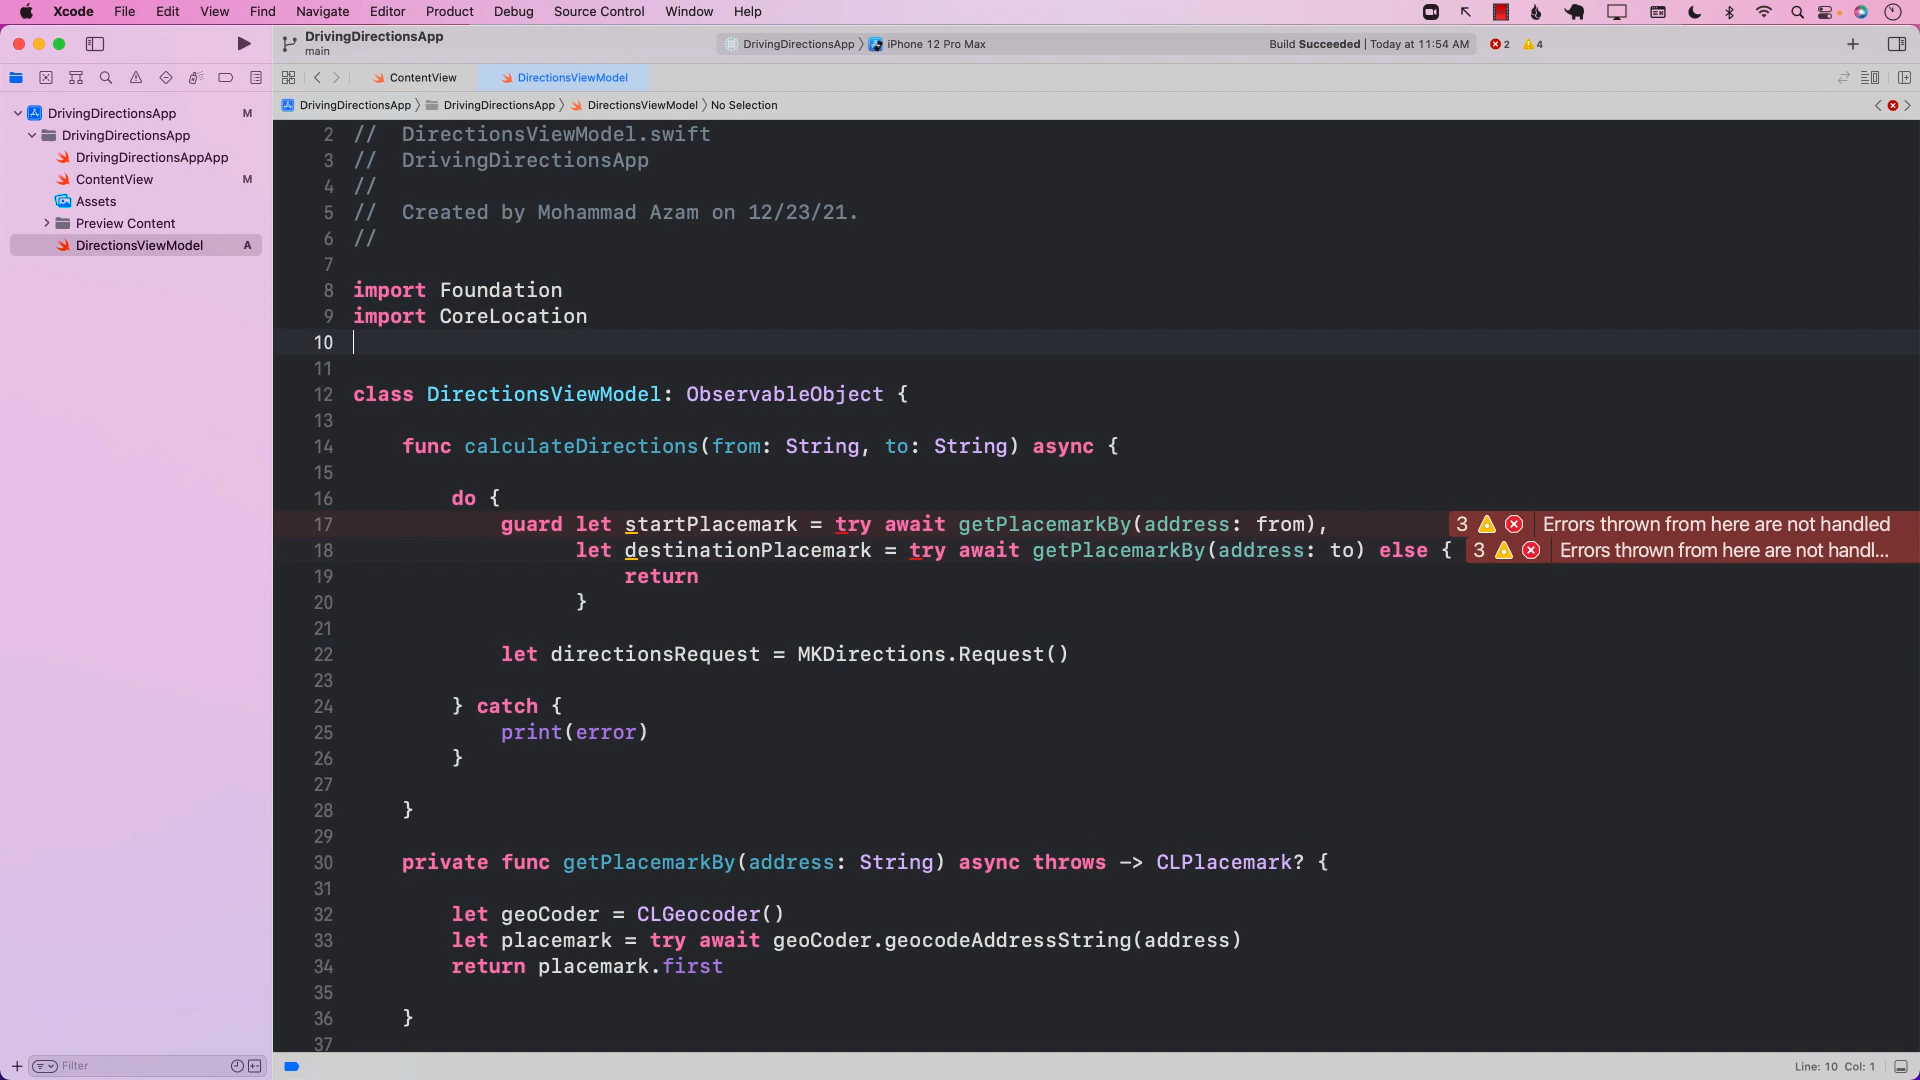 Xcode File Edit View Find Navigate Editor Product Debug Source Control Window Help
DrivingDirectionsApp
main
DrivingDirectionsApp iPhone 12 Pro Max
Build Succeeded | Today at 11:54 AM 2 4
ContentView DirectionsViewModel
DrivingDirectionsApp DrivingDirectionsApp DirectionsViewModel No Selection
DrivingDirectionsApp M
DrivingDirectionsApp
DrivingDirectionsAppApp
ContentView M
Assets
Preview Content
DirectionsViewModel A
2 // DirectionsViewModel.swift
3 // DrivingDirectionsApp
4 //
5 // Created by Mohammad Azam on 12/23/21.
6 //
7
8 import Foundation
9 import CoreLocation
10
11
12 class DirectionsViewModel: ObservableObject {
13
14 func calculateDirections(from: String, to: String) async {
15
16 do {
17 guard let startPlacemark = try await getPlacemarkBy(address: from), 3 Errors thrown from here are not handled
18 let destinationPlacemark = try await getPlacemarkBy(address: to) else { 3 Errors thrown from here are not handl...
19 return
20 }
21
22 let directionsRequest = MKDirections.Request()
23
24 } catch {
25 print(error)
26 }
27
28 }
29
30 private func getPlacemarkBy(address: String) async throws -> CLPlacemark? {
31
32 let geoCoder = CLGeocoder()
33 let placemark = try await geoCoder.geocodeAddressString(address)
34 return placemark.first
35
36 }
37
Filter
Line: 10 Col: 1